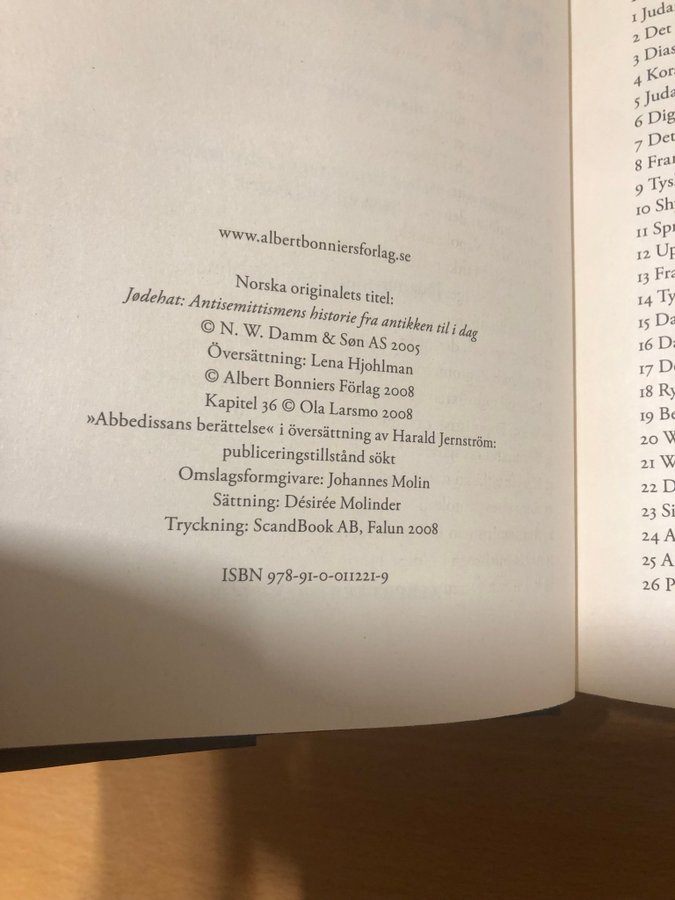 www.albertbonniersforlag.se
Norska originalets titel:
Jødehat: Antisemittismens historie fra antikken til i dag
© N. W. Damm & Søn AS 2005
Översättning: Lena Hjohlman
© Albert Bonniers Förlag 2008
Kapitel 36 © Ola Larsmo 2008
»Abbedissans berättelse« i översättning av Harald Jernström:
publiceringstillstånd sökt
Omslagsformgivare: Johannes Molin
Sättning: Désirée Molinder
Tryckning: ScandBook AB, Falun 2008
ISBN 978-91-0-011221-9
1 Juda
2 Det
3 Dias
4 Kor
5 Juda
6 Dig
7 Det
8 Fra
9 Tys
10 Sh
11 Spr
12 Up
13 Fra
14 Ty
15 Da
16 Da
17 D
18 Ry
19 Be
20 W
21 W
22 D
23 Si
24 A
25 A
26 P